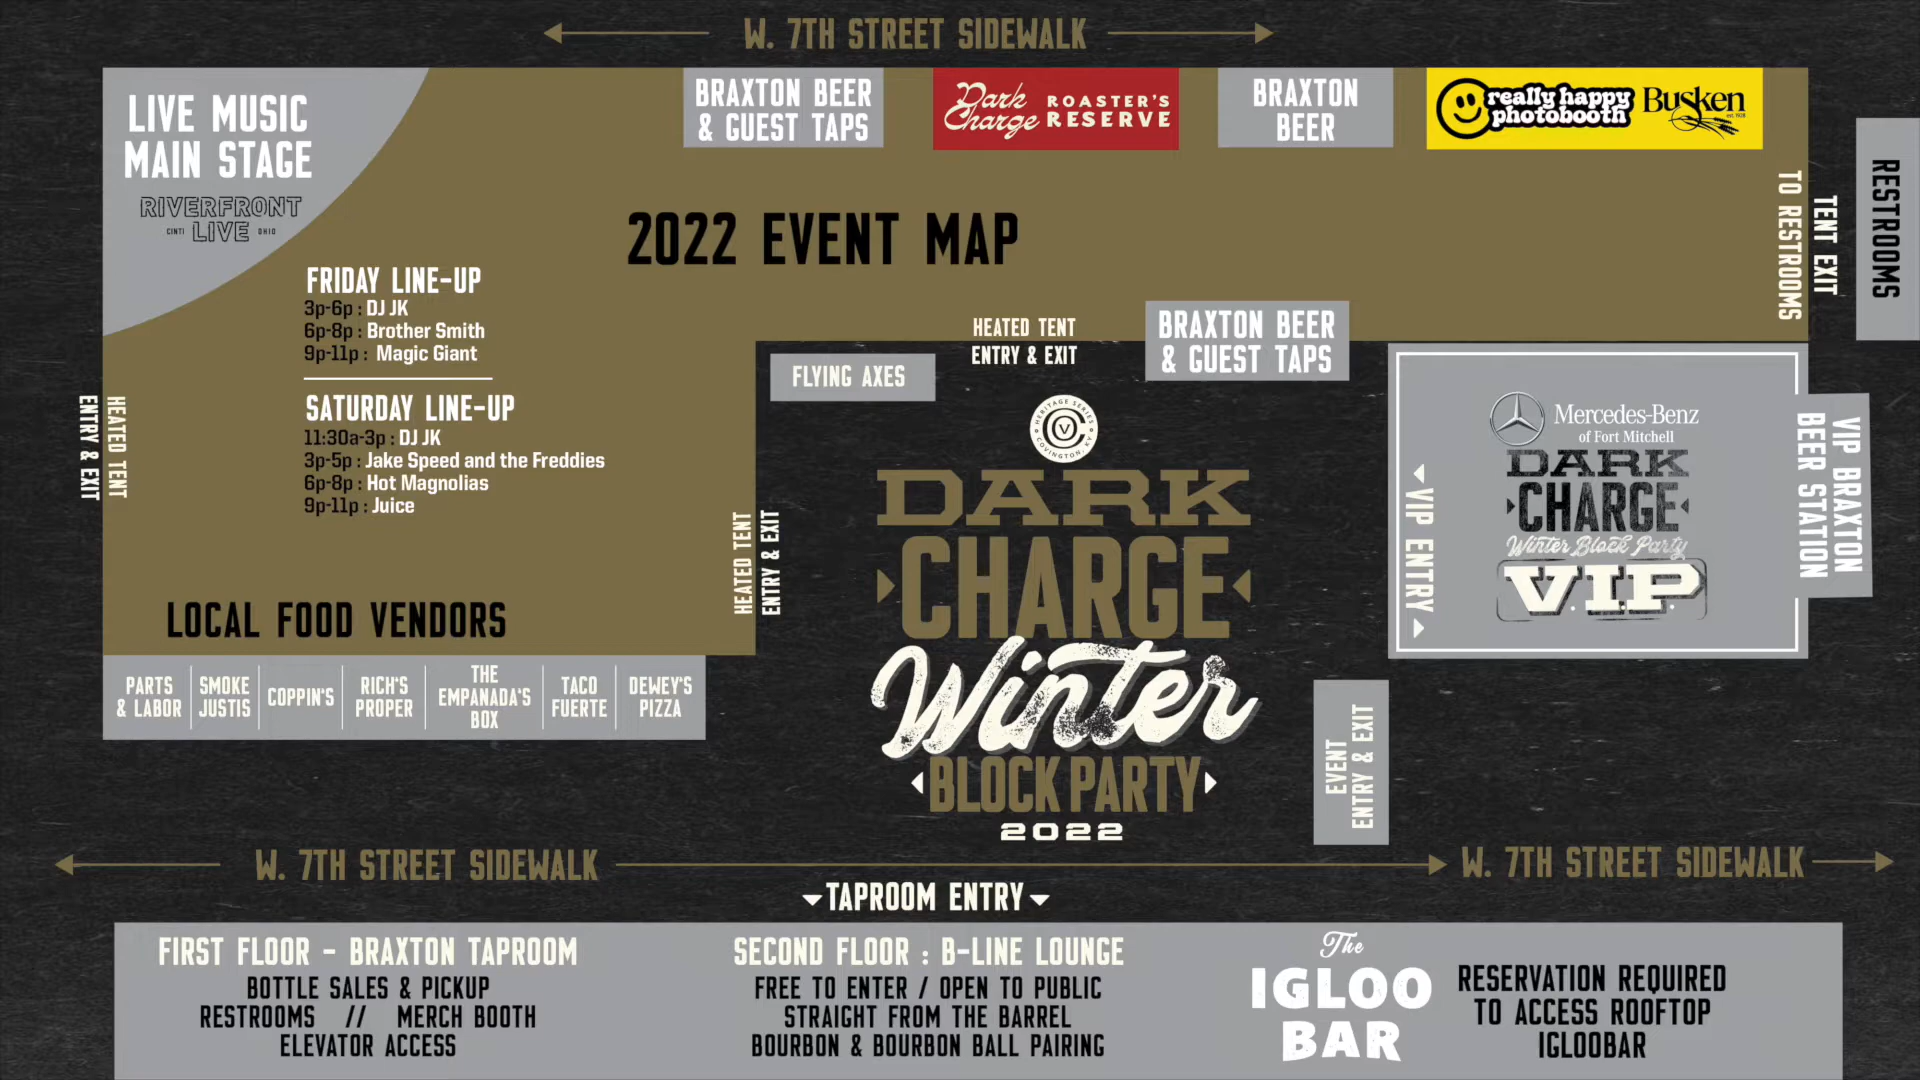 W. 7TH STREET SIDEWALK
LIVE MUSIC
MAIN STAGE
RIVERFRONT
CINTI LIVE OHIO
BRAXTON BEER
& GUEST TAPS
Dark
Charge
ROASTER'S
RESERVE
BRAXTON
BEER
really happy
photobooth
Busken
est. 1928
2022 EVENT MAP
TO RESTROOMS
TENT EXIT
RESTROOMS
FRIDAY LINE-UP
3p-6p : DJ JK
6p-8p : Brother Smith
9p-11p : Magic Giant
SATURDAY LINE-UP
11:30a-3p : DJ JK
3p-5p : Jake Speed and the Freddies
6p-8p : Hot Magnolias
9p-11p : Juice
HEATED TENT
ENTRY & EXIT
HEATED TENT
ENTRY & EXIT
BRAXTON BEER
& GUEST TAPS
FLYING AXES
HEATED TENT
ENTRY & EXIT
HERITAGE SERIES
COVINGTON, KY
CV
DARK
CHARGE
Winter
BLOCK PARTY
2022
VIP ENTRY
Mercedes-Benz
of Fort Mitchell
DARK
CHARGE
Winter Block Party
V.I.P.
VIP BRAXTON
BEER STATION
LOCAL FOOD VENDORS
PARTS
& LABOR
SMOKE
JUSTIS
COPPIN'S
RICH'S
PROPER
THE
EMPANADA'S
BOX
TACO
FUERTE
DEWEY'S
PIZZA
EVENT
ENTRY & EXIT
W. 7TH STREET SIDEWALK
W. 7TH STREET SIDEWALK
TAPROOM ENTRY
FIRST FLOOR - BRAXTON TAPROOM
BOTTLE SALES & PICKUP
RESTROOMS // MERCH BOOTH
ELEVATOR ACCESS
SECOND FLOOR : B-LINE LOUNGE
FREE TO ENTER / OPEN TO PUBLIC
STRAIGHT FROM THE BARREL
BOURBON & BOURBON BALL PAIRING
The
IGLOO
BAR
RESERVATION REQUIRED
TO ACCESS ROOFTOP
IGLOOBAR